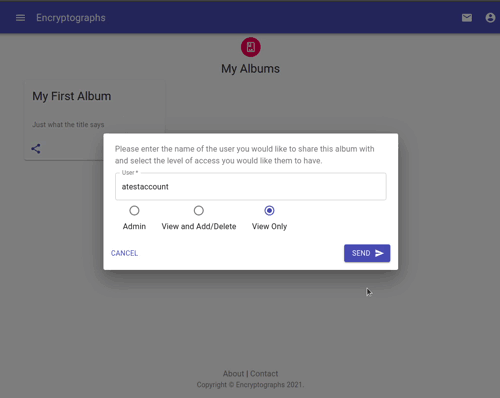 Encryptographs
My Albums
My First Album
Just what the title says
Please enter the name of the user you would like to share this album with
and select the level of access you would like them to have.
User *
atestaccount
Admin
View and Add/Delete
View Only
CANCEL
SEND
About | Contact
Copyright © Encryptographs 2021.